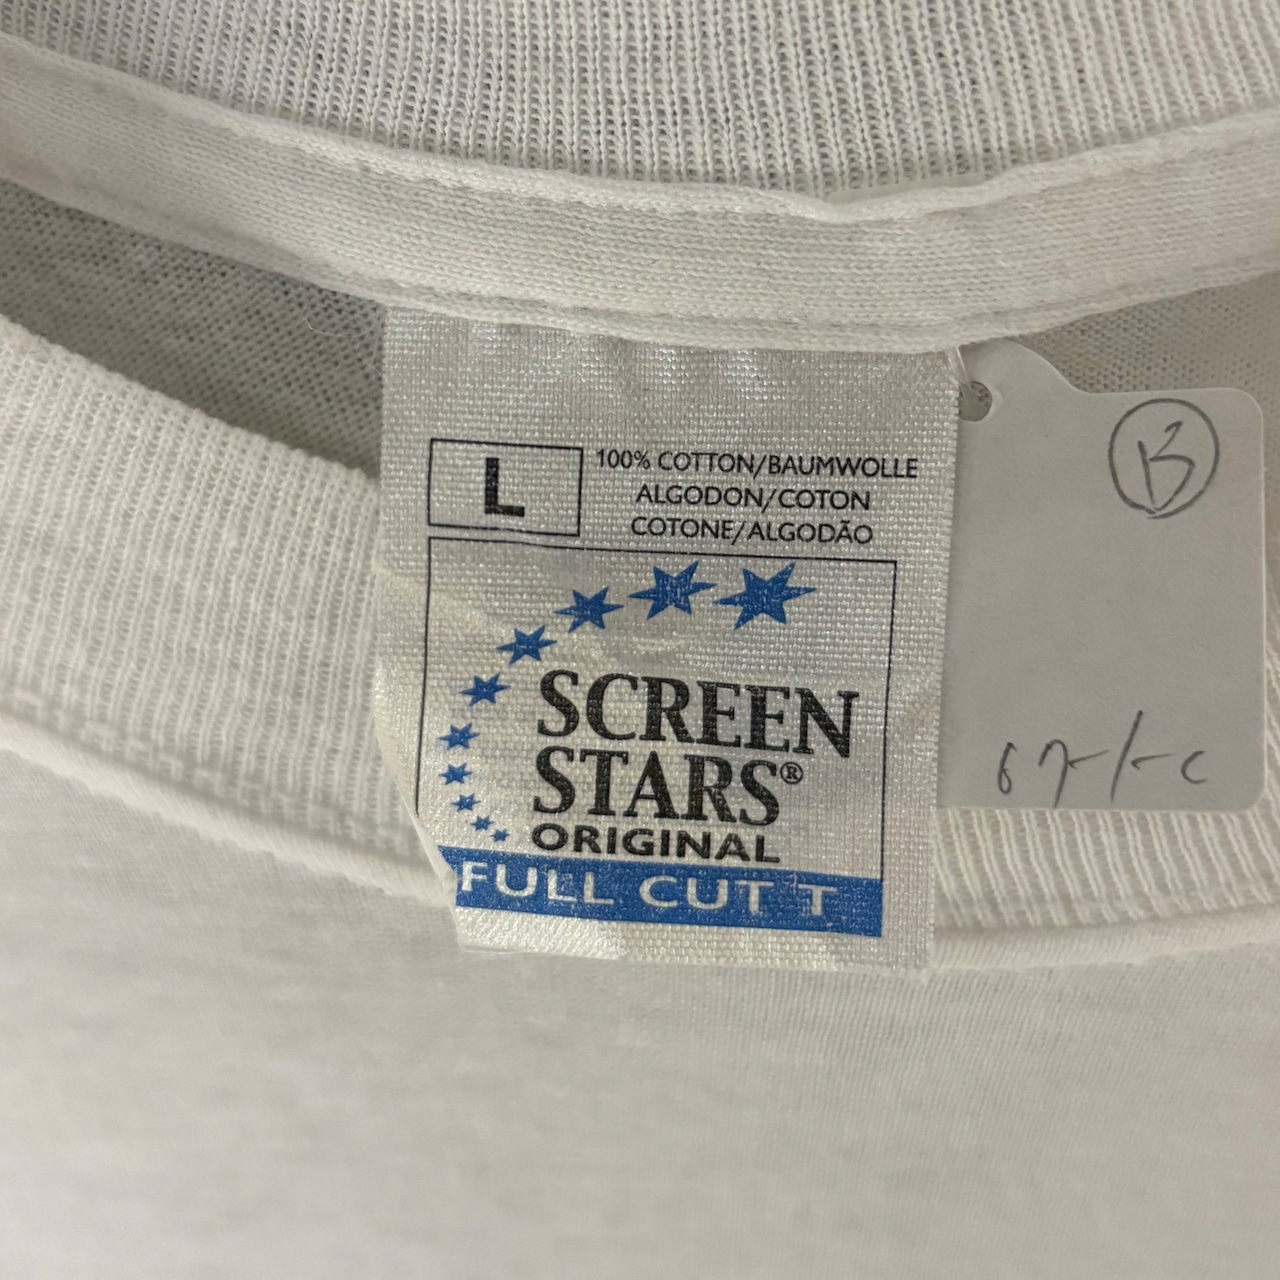 L
100% COTTON/BAUMWOLLE
ALGODON/COTON
COTONE/ALGODÃO
SCREEN
STARS®
ORIGINAL
FULL CUT T
B